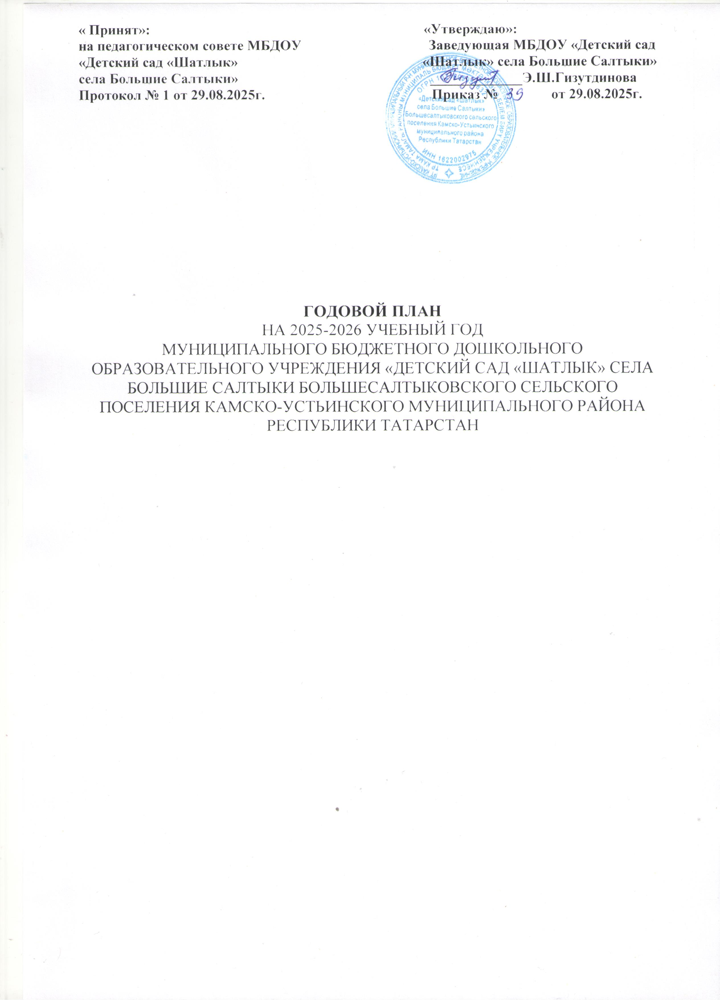 « Принят»:
на педагогическом совете МБДОУ
«Детский сад «Шатлык»
села Большие Салтыки»
Протокол № 1 от 29.08.2025г.
«Утверждаю»:
Заведующая МБДОУ «Детский сад
«Шатлык» села Большие Салтыки»
Э.Ш.Гизутдинова
Приказ № 39 от 29.08.2025г.
«Детский сад «Шатлык»
села Большие Салтыки»
Большесалтыковского сельского
поселения Камско-Устьинского
муниципального района
Республики Татарстан
ИНН 1622002975
ГОДОВОЙ ПЛАН
НА 2025-2026 УЧЕБНЫЙ ГОД
МУНИЦИПАЛЬНОГО БЮДЖЕТНОГО ДОШКОЛЬНОГО
ОБРАЗОВАТЕЛЬНОГО УЧРЕЖДЕНИЯ «ДЕТСКИЙ САД «ШАТЛЫК» СЕЛА
БОЛЬШИЕ САЛТЫКИ БОЛЬШЕСАЛТЫКОВСКОГО СЕЛЬСКОГО
ПОСЕЛЕНИЯ КАМСКО-УСТЬИНСКОГО МУНИЦИПАЛЬНОГО РАЙОНА
РЕСПУБЛИКИ ТАТАРСТАН